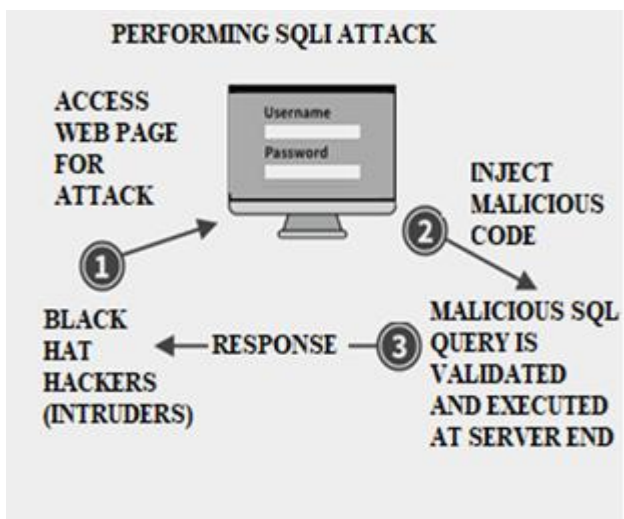 PERFORMING SQLI ATTACK
ACCESS
WEB PAGE
FOR
ATTACK
Username
Password
INJECT
MALICIOUS
CODE
1
2
BLACK
HAT
HACKERS
(INTRUDERS)
RESPONSE
3
MALICIOUS SQL
QUERY IS
VALIDATED
AND EXECUTED
AT SERVER END